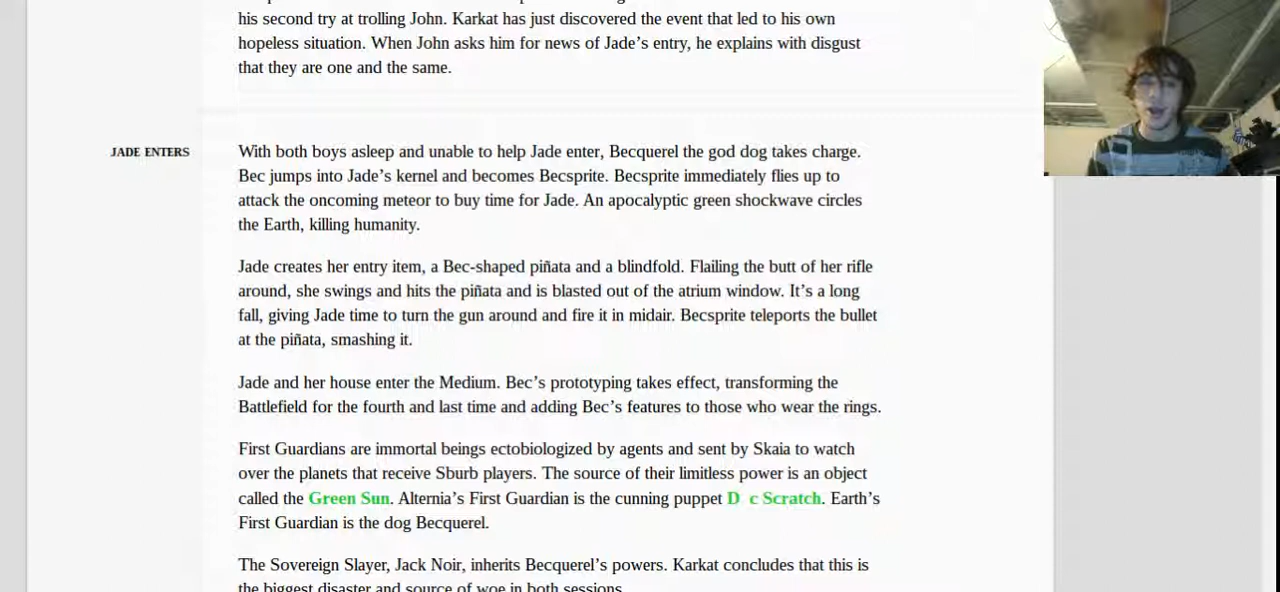 his second try at trolling John. Karkat has just discovered the event that led to his own
hopeless situation. When John asks him for news of Jade’s entry, he explains with disgust
that they are one and the same.
JADE ENTERS
With both boys asleep and unable to help Jade enter, Becquerel the god dog takes charge.
Bec jumps into Jade’s kernel and becomes Becsprite. Becsprite immediately flies up to
attack the oncoming meteor to buy time for Jade. An apocalyptic green shockwave circles
the Earth, killing humanity.
Jade creates her entry item, a Bec-shaped piñata and a blindfold. Flailing the butt of her rifle
around, she swings and hits the piñata and is blasted out of the atrium window. It’s a long
fall, giving Jade time to turn the gun around and fire it in midair. Becsprite teleports the bullet
at the piñata, smashing it.
Jade and her house enter the Medium. Bec’s prototyping takes effect, transforming the
Battlefield for the fourth and last time and adding Bec’s features to those who wear the rings.
First Guardians are immortal beings ectobiologized by agents and sent by Skaia to watch
over the planets that receive Sburb players. The source of their limitless power is an object
called the Green Sun. Alternia’s First Guardian is the cunning puppet D c Scratch. Earth’s
First Guardian is the dog Becquerel.
The Sovereign Slayer, Jack Noir, inherits Becquerel’s powers. Karkat concludes that this is
the biggest disaster and source of woe in both sessions.